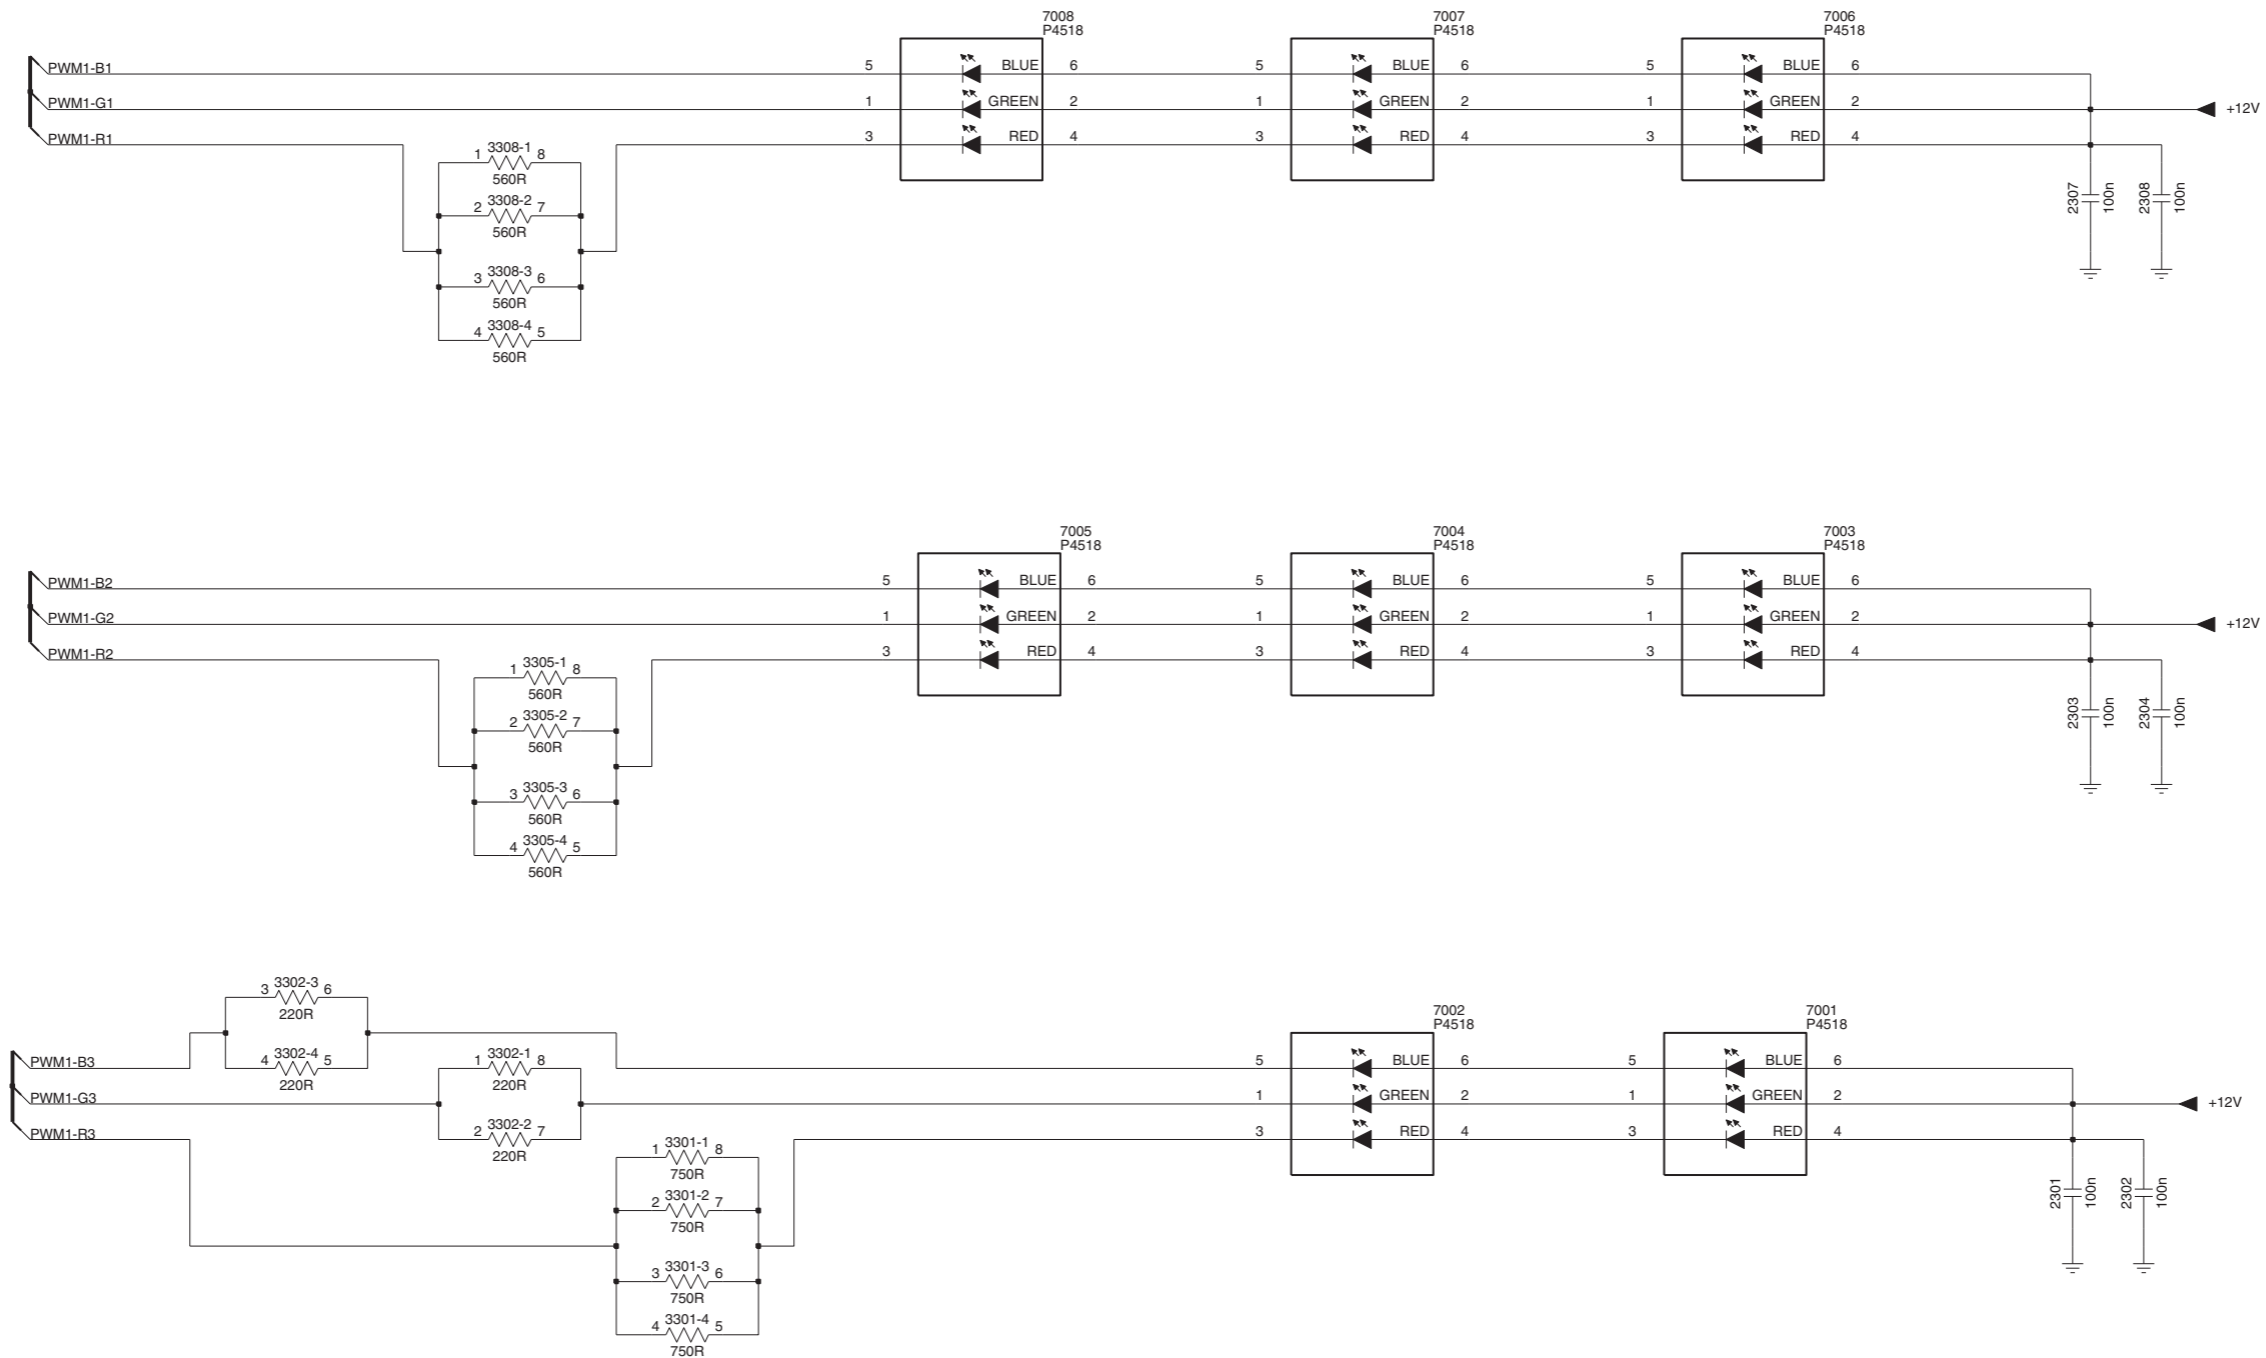 7008
P4518
7007
P4518
7006
P4518
PWM1-B1 5 BLUE 6 5 BLUE 6 5 BLUE 6
PWM1-G1 1 GREEN 2 1 GREEN 2 1 GREEN 2 +12V
PWM1-R1 3 RED 4 3 RED 4 3 RED 4
1 3308-1 8
560R
2 3308-2 7
560R
3 3308-3 6
560R
4 3308-4 5
560R
2307
100n
2308
100n
7005
P4518
7004
P4518
7003
P4518
PWM1-B2 5 BLUE 6 5 BLUE 6 5 BLUE 6
PWM1-G2 1 GREEN 2 1 GREEN 2 1 GREEN 2 +12V
PWM1-R2 3 RED 4 3 RED 4 3 RED 4
1 3305-1 8
560R
2 3305-2 7
560R
3 3305-3 6
560R
4 3305-4 5
560R
2303
100n
2304
100n
3 3302-3 6
220R
4 3302-4 5
220R
1 3302-1 8
220R
2 3302-2 7
220R
7002
P4518
7001
P4518
PWM1-B3 5 BLUE 6 5 BLUE 6
PWM1-G3 1 GREEN 2 1 GREEN 2 +12V
PWM1-R3 3 RED 4 3 RED 4
1 3301-1 8
750R
2 3301-2 7
750R
3 3301-3 6
750R
4 3301-4 5
750R
2301
100n
2302
100n